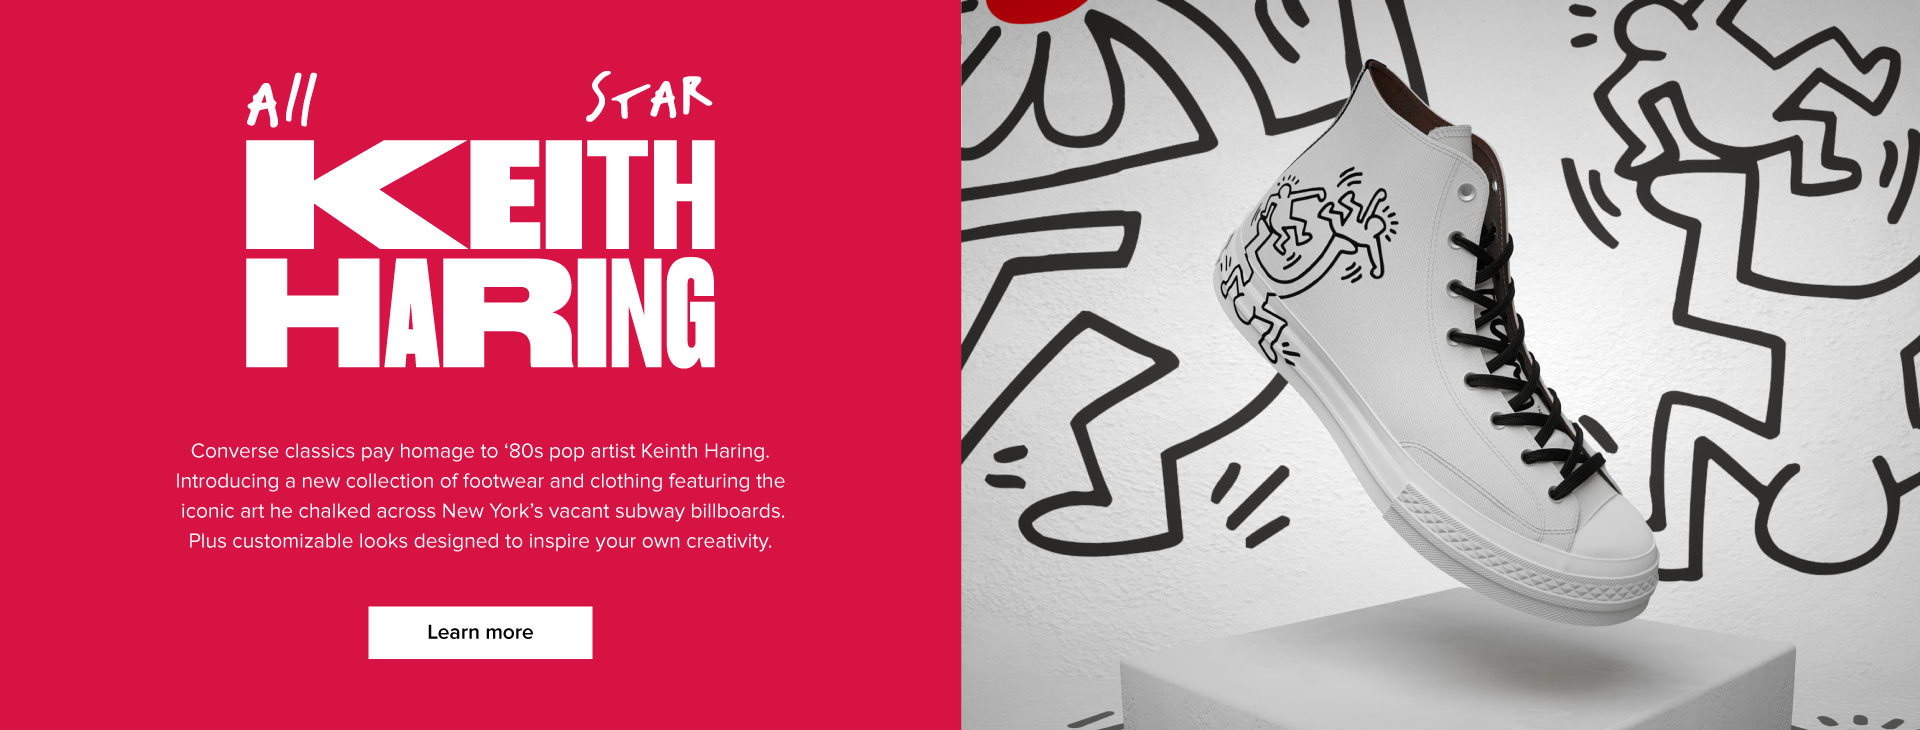 All STAR
KEITH
HARING
Converse classics pay homage to ‘80s pop artist Keinth Haring.
Introducing a new collection of footwear and clothing featuring the
iconic art he chalked across New York’s vacant subway billboards.
Plus customizable looks designed to inspire your own creativity.
Learn more